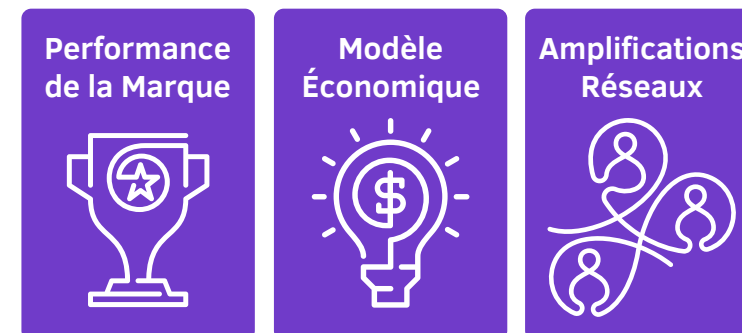 Performance
de la Marque
Modèle
Économique
Amplifications
Réseaux
$